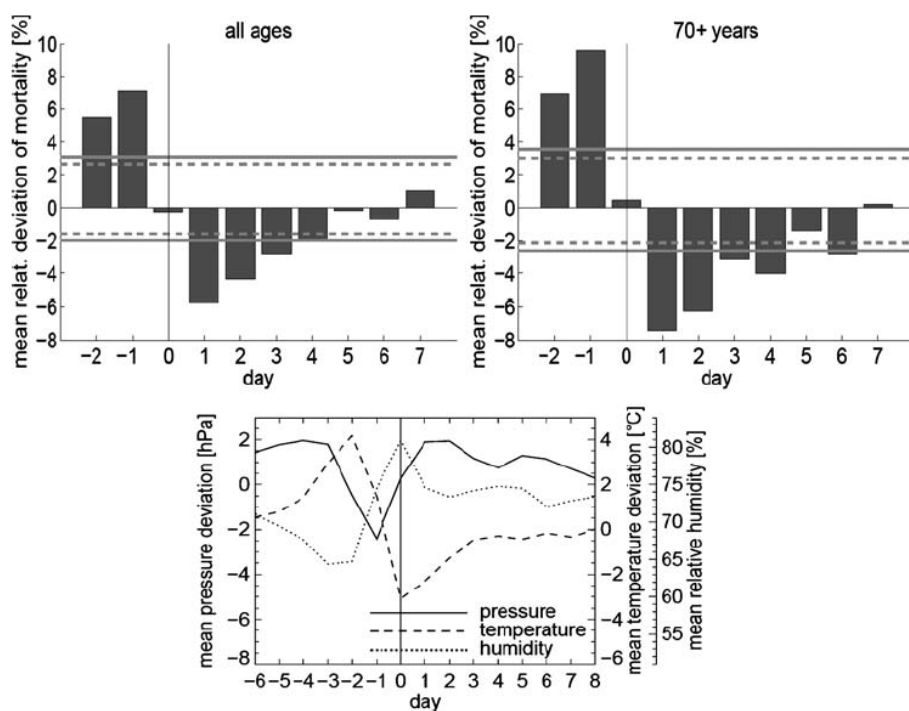 all ages
mean relat. deviation of mortality [%]
10
8
6
4
2
0
−2
−4
−6
−8
−2 −1 0 1 2 3 4 5 6 7
day
70+ years
mean relat. deviation of mortality [%]
10
8
6
4
2
0
−2
−4
−6
−8
−2 −1 0 1 2 3 4 5 6 7
day
mean pressure deviation [hPa]
2
0
−2
−4
−6
−8
pressure
temperature
humidity
−6 −5 −4 −3 −2 −1 0 1 2 3 4 5 6 7 8
day
4
2
0
−2
−4
−6
mean temperature deviation [°C]
80
75
70
65
60
55
mean relative humidity [%]